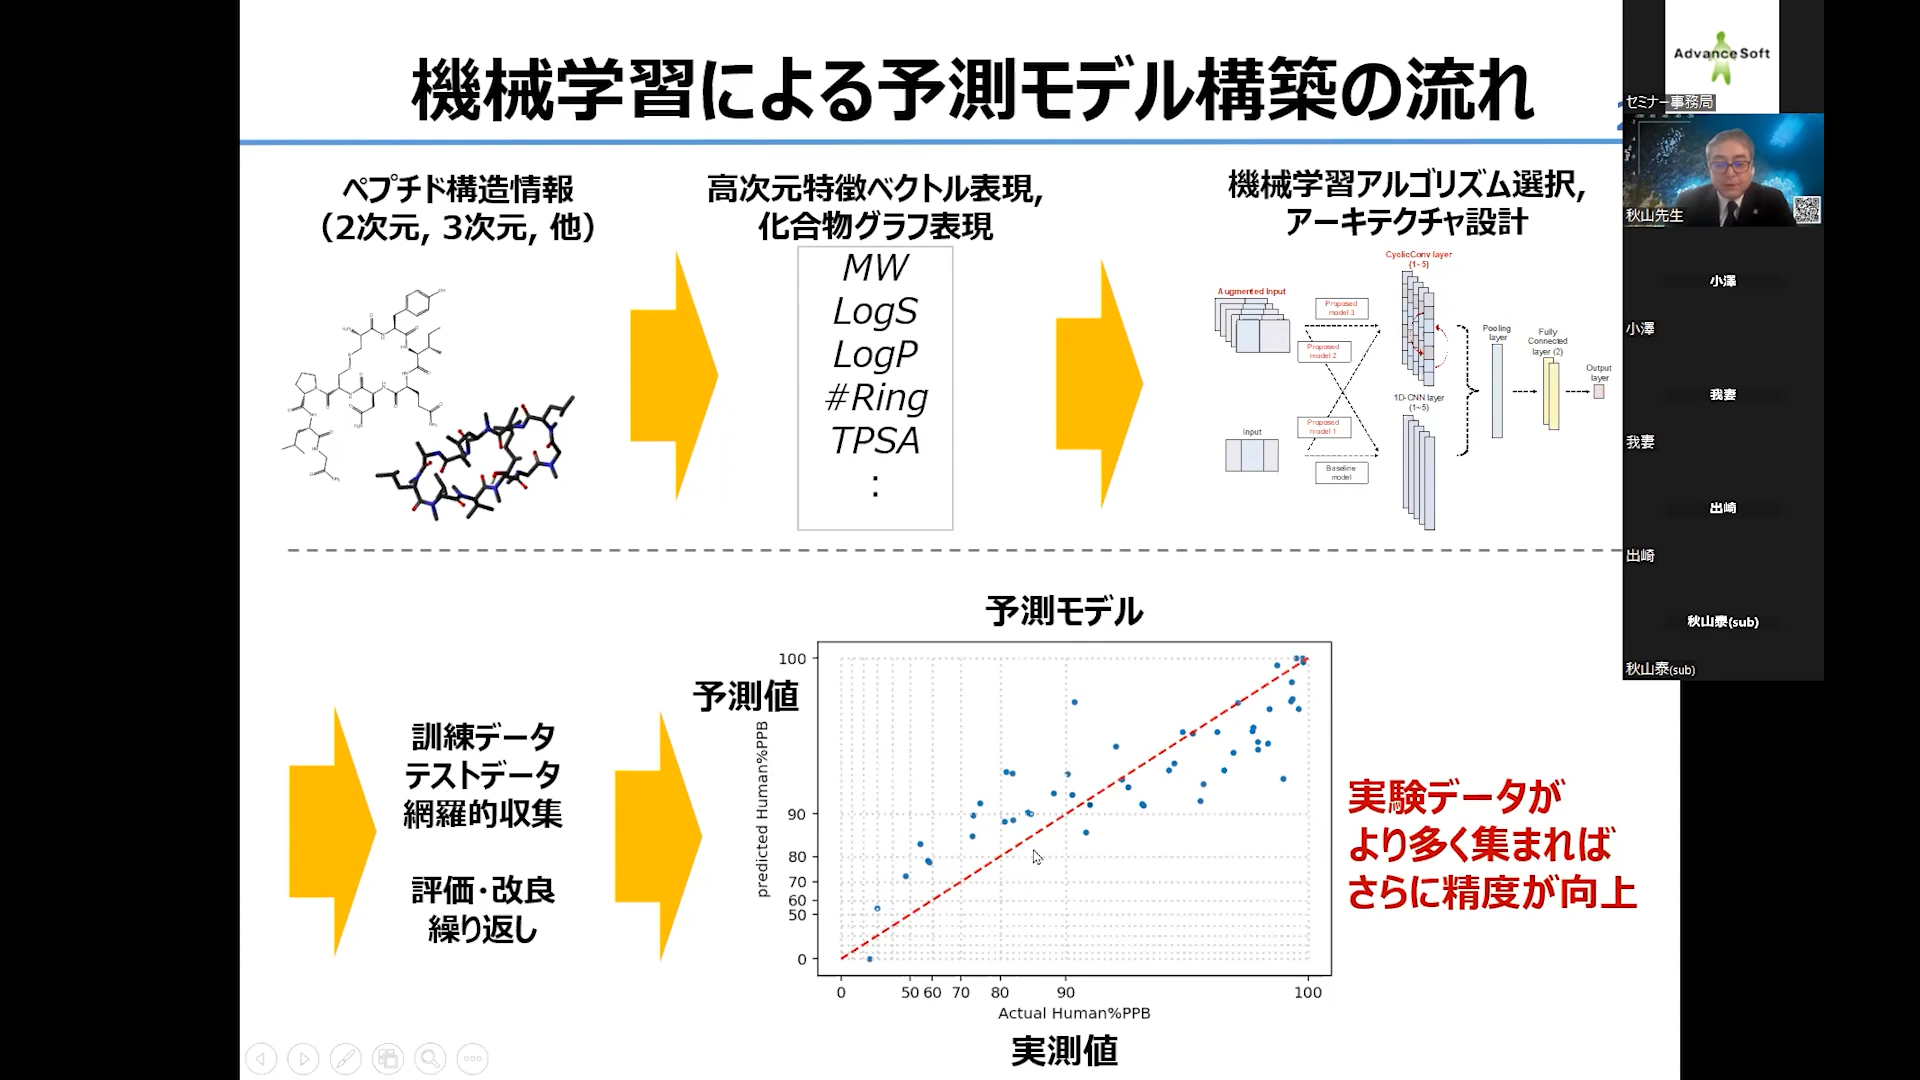 機械学習による予測モデル構築の流れ
ペプチド構造情報
（2次元, 3次元, 他）
高次元特徴ベクトル表現,
化合物グラフ表現
MW
LogS
LogP
#Ring
TPSA
:
機械学習アルゴリズム選択,
アーキテクチャ設計
CyclicConv layer
(1~5)
Augmented Input
Proposed
model 3
Proposed
model 2
Proposed
model 1
Input
Baseline
model
1D-CNN layer
(1~5)
Pooling
layer
Fully
Connected
layer (2)
Output
layer
訓練データ
テストデータ
網羅的収集
評価・改良
繰り返し
予測モデル
予測値
predicted Human%PPB
100
90
80
70
60
50
0
0 50 60 70 80 90 100
Actual Human%PPB
実測値
実験データが
より多く集まれば
さらに精度が向上
AdvanceSoft
セミナー事務局
秋山先生
小澤
小澤
我妻
我妻
出崎
出崎
秋山泰(sub)
秋山泰(sub)